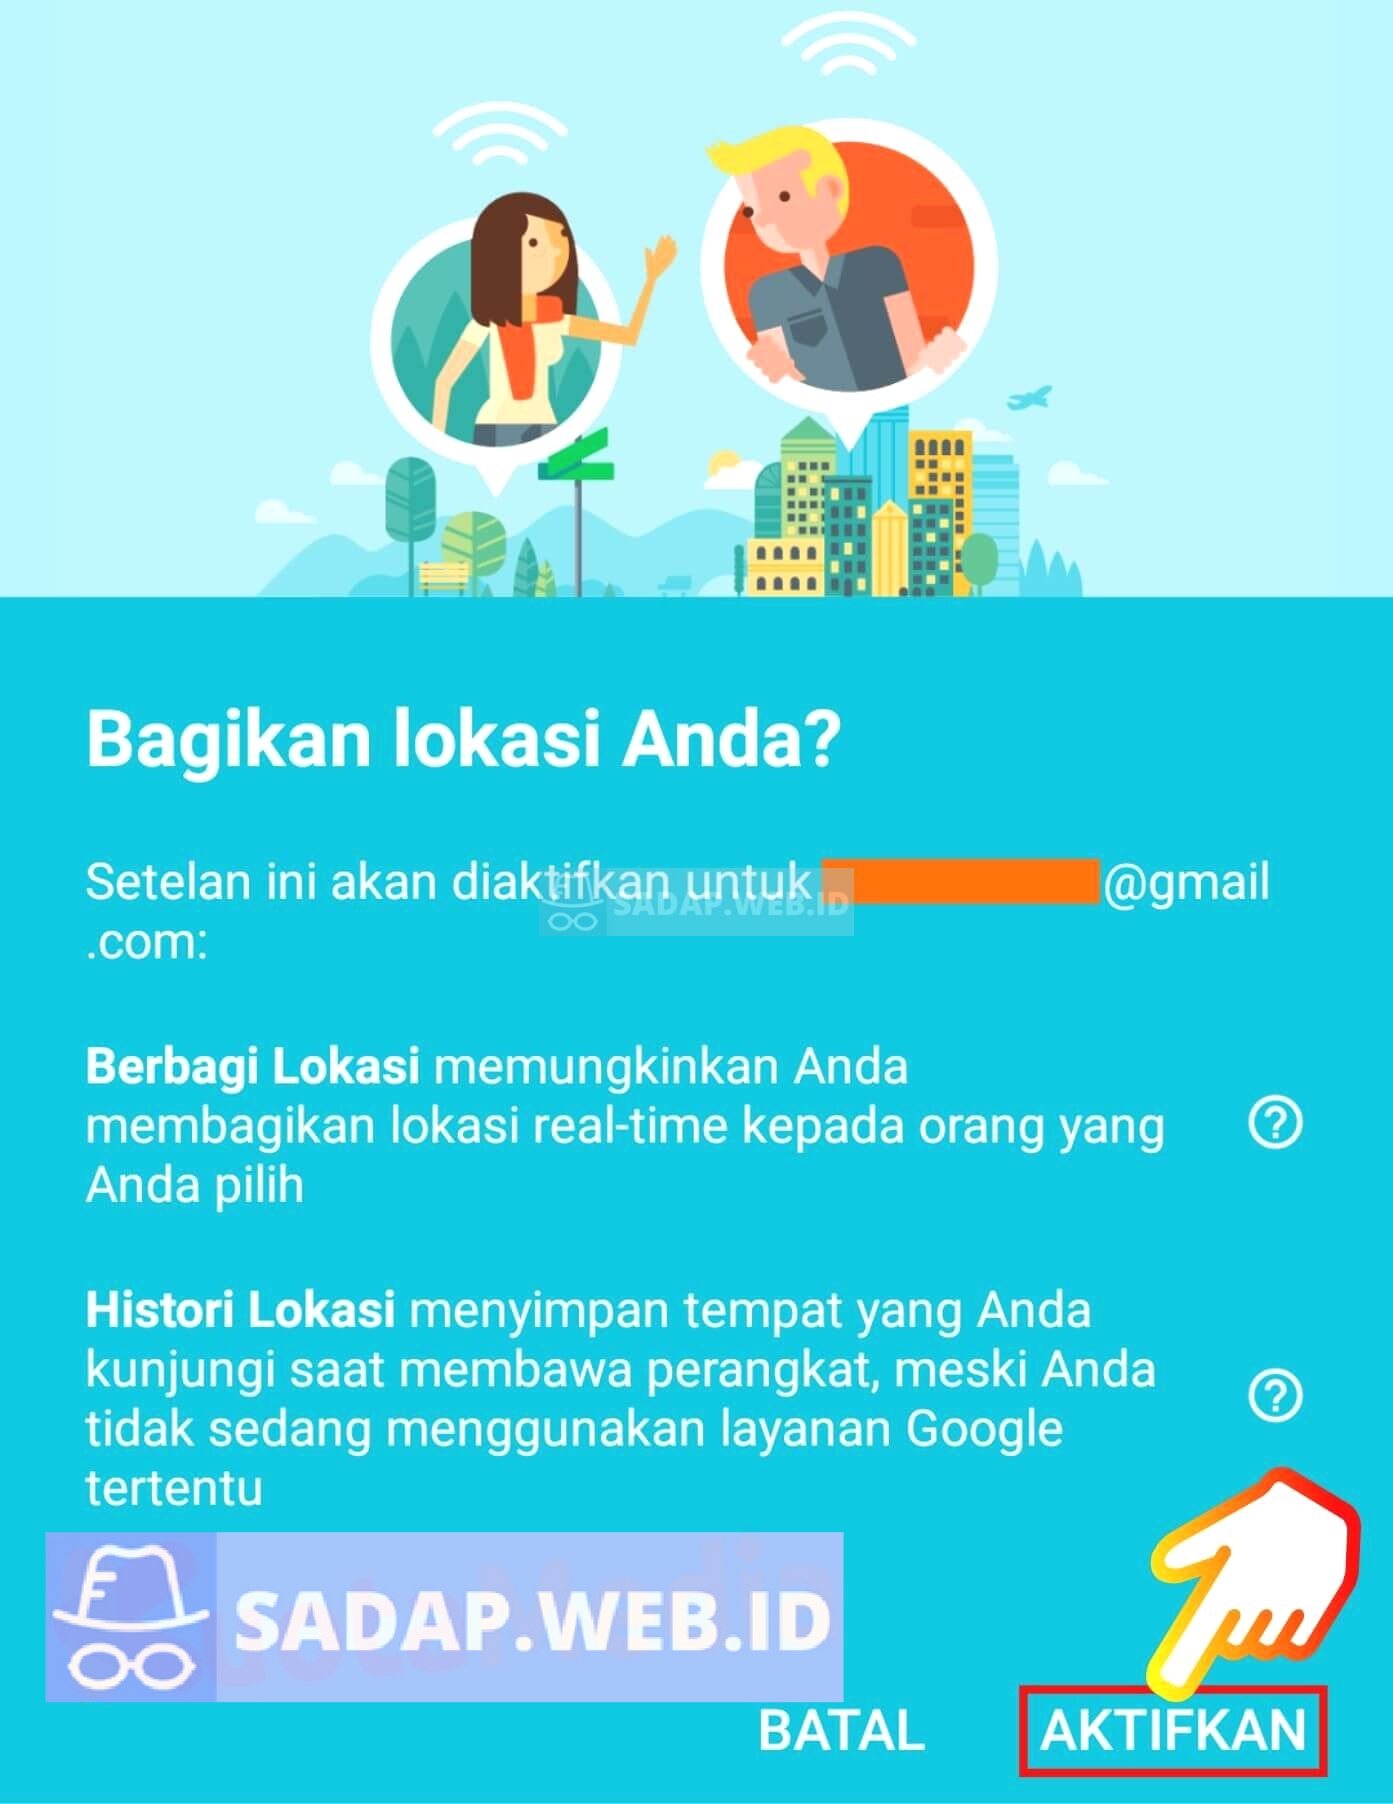 Bagikan lokasi Anda?
Setelan ini akan diaktifkan untuk @gmail
.com:
SADAP.WEB.ID
Berbagi Lokasi memungkinkan Anda
membagikan lokasi real-time kepada orang yang
Anda pilih
Histori Lokasi menyimpan tempat yang Anda
kunjungi saat membawa perangkat, meski Anda
tidak sedang menggunakan layanan Google
tertentu
SADAP.WEB.ID
BATAL AKTIFKAN